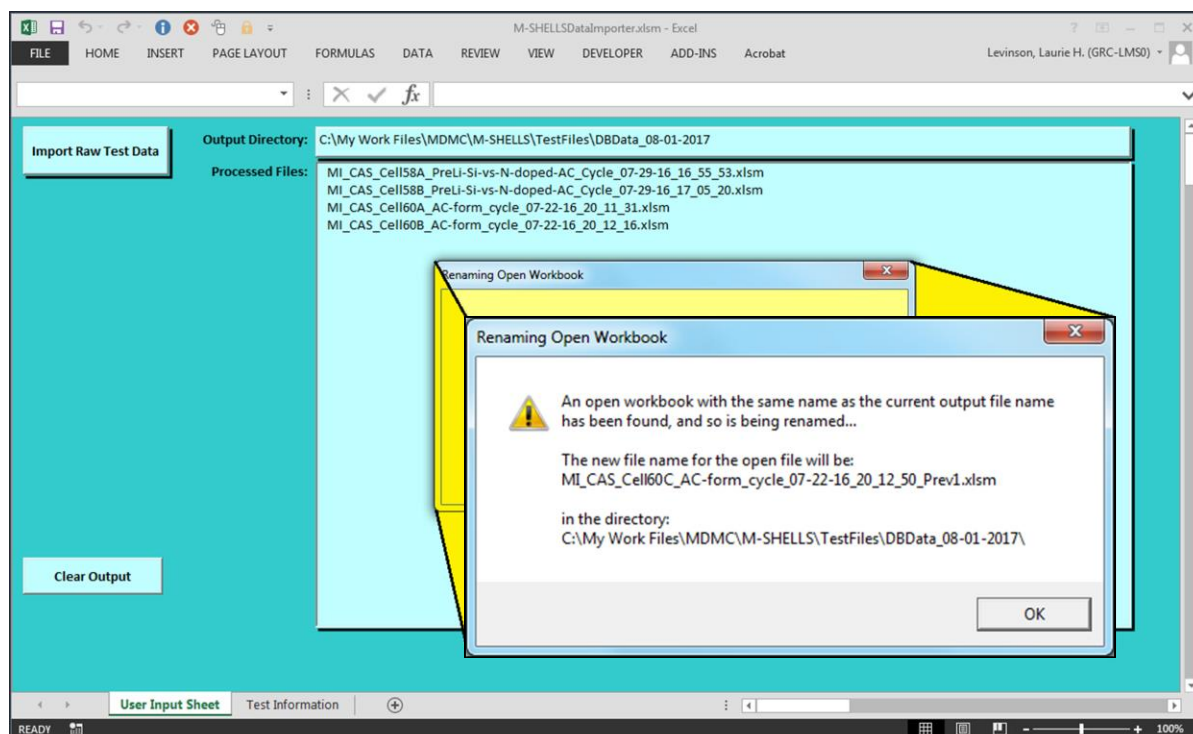 M-SHELLSDataImporter.xlsm - Excel
FILE HOME INSERT PAGE LAYOUT FORMULAS DATA REVIEW VIEW DEVELOPER ADD-INS Acrobat Levinson, Laurie H. (GRC-LMS0)
fx
Import Raw Test Data
Output Directory: C:\My Work Files\MDMC\M-SHELLS\TestFiles\DBData_08-01-2017
Processed Files: MI_CAS_Cell58A_PreLi-Si-vs-N-doped-AC_Cycle_07-29-16_16_55_53.xlsm
MI_CAS_Cell58B_PreLi-Si-vs-N-doped-AC_Cycle_07-29-16_17_05_20.xlsm
MI_CAS_Cell60A_AC-form_cycle_07-22-16_20_11_31.xlsm
MI_CAS_Cell60B_AC-form_cycle_07-22-16_20_12_16.xlsm
Renaming Open Workbook
Renaming Open Workbook
An open workbook with the same name as the current output file name
has been found, and so is being renamed...
The new file name for the open file will be:
MI_CAS_Cell60C_AC-form_cycle_07-22-16_20_12_50_Prev1.xlsm
in the directory:
C:\My Work Files\MDMC\M-SHELLS\TestFiles\DBData_08-01-2017\
OK
Clear Output
User Input Sheet Test Information
READY 100%